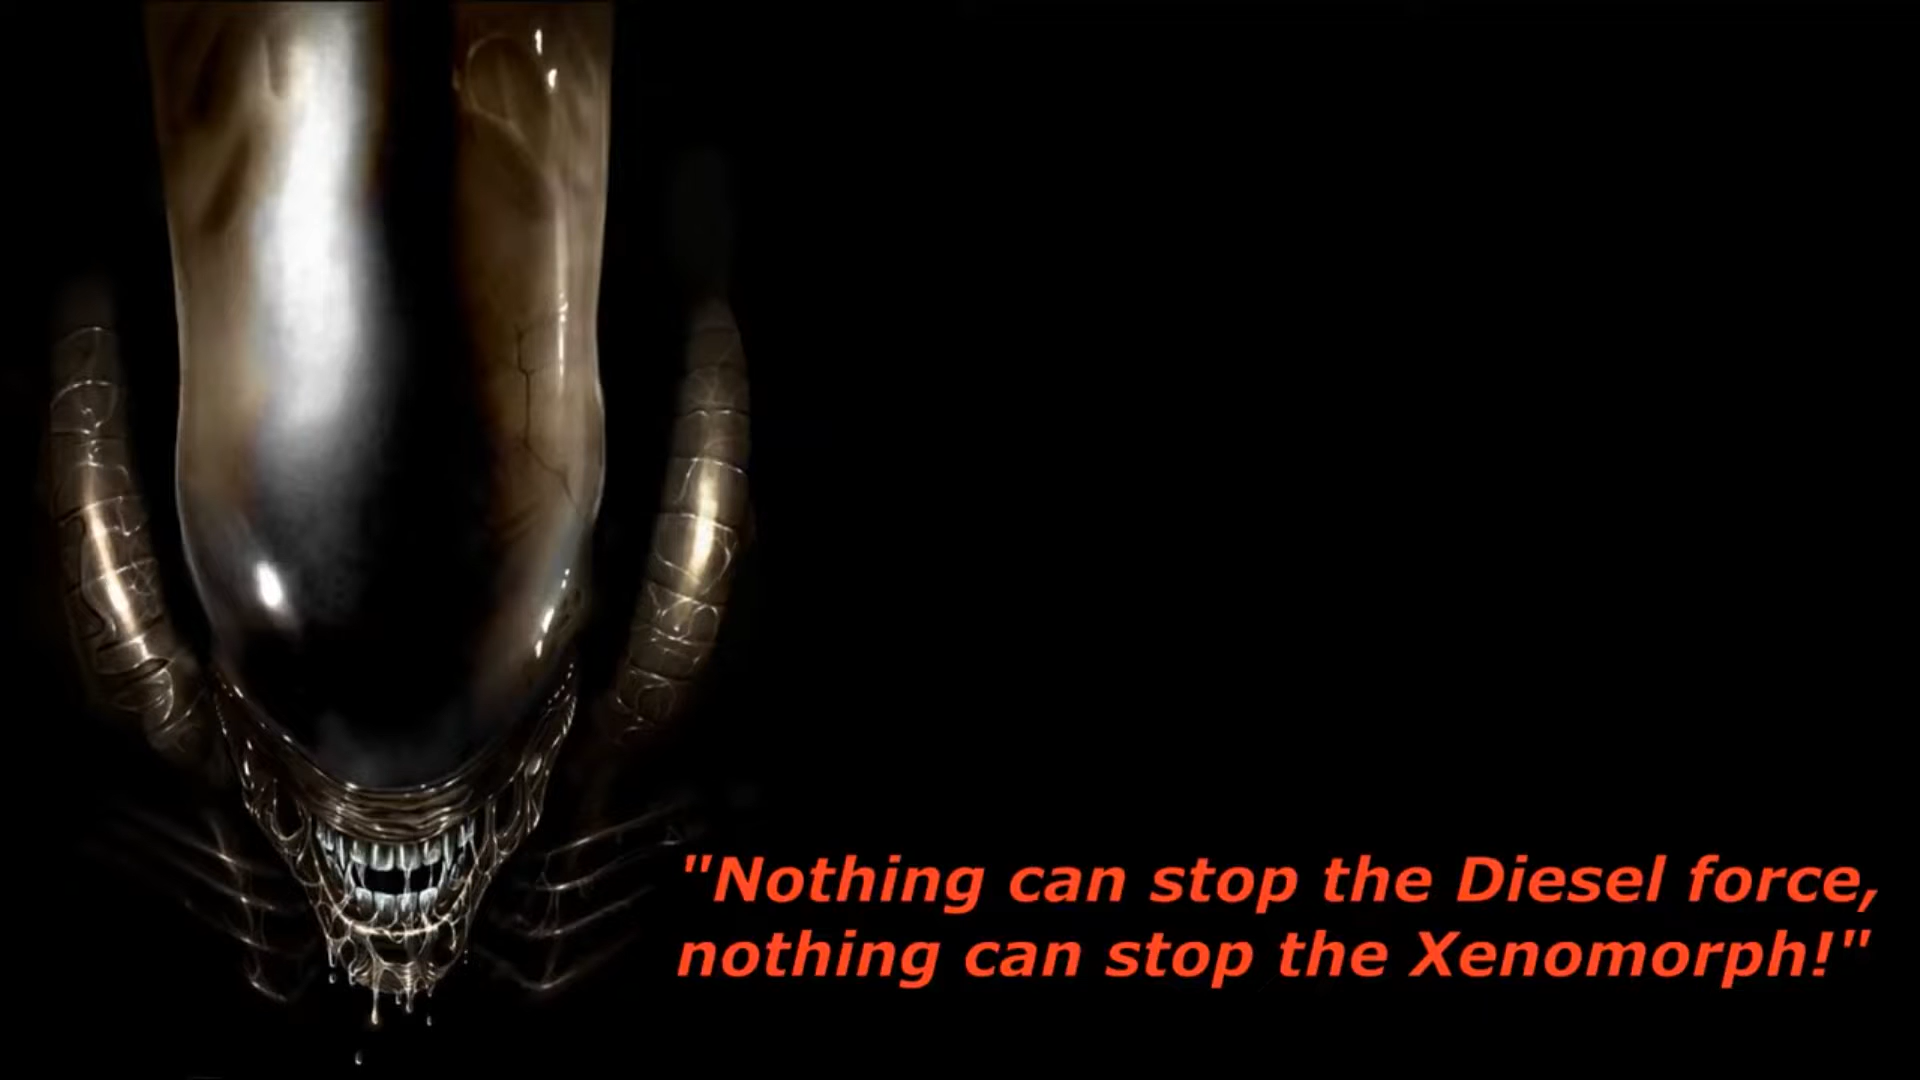 "Nothing can stop the Diesel force,
nothing can stop the Xenomorph!"